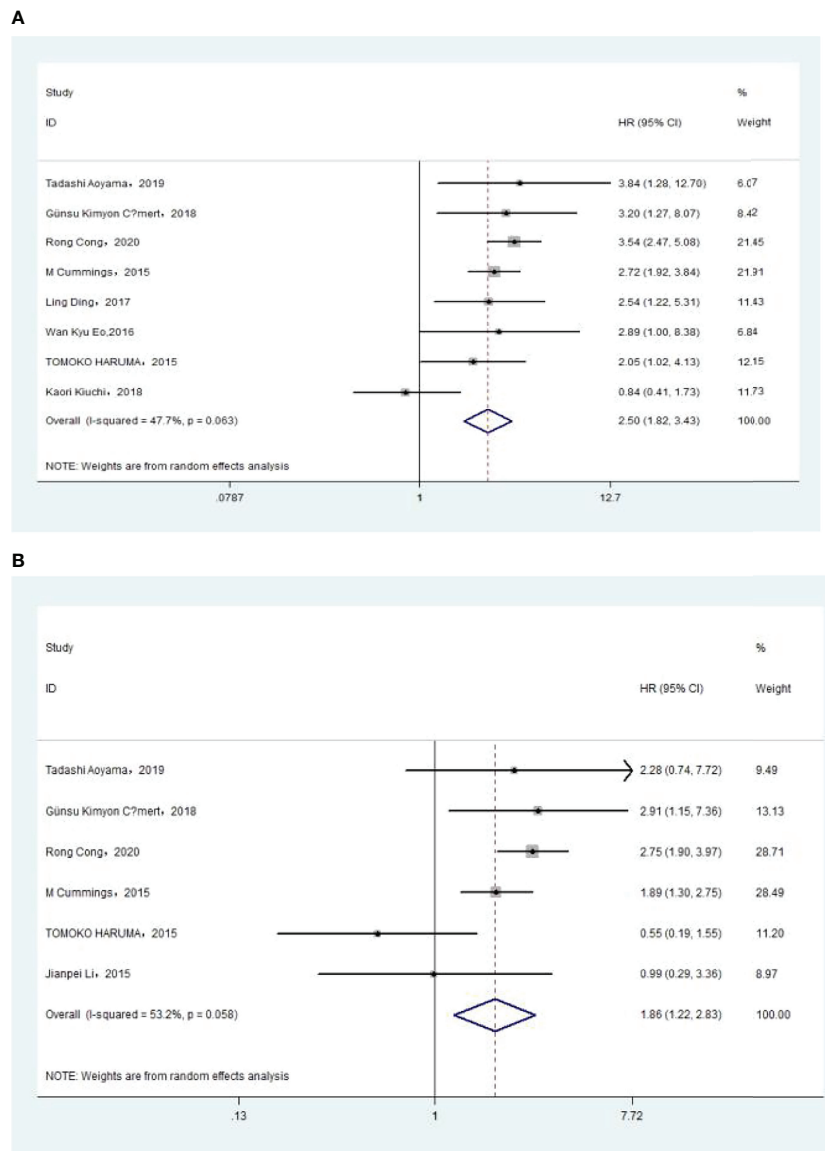 A
Study %
ID HR (95% CI) Weight
Tadashi Aoyama，2019 3.84 (1.28, 12.70) 6.07
Günsu Kimyon C?mert，2018 3.20 (1.27, 8.07) 8.42
Rong Cong，2020 3.54 (2.47, 5.08) 21.45
M Cummings，2015 2.72 (1.92, 3.84) 21.91
Ling Ding，2017 2.54 (1.22, 5.31) 11.43
Wan Kyu Eo,2016 2.89 (1.00, 8.38) 6.84
TOMOKO HARUMA，2015 2.05 (1.02, 4.13) 12.15
Kaori Kiuchi，2018 0.84 (0.41, 1.73) 11.73
Overall (I-squared = 47.7%, p = 0.063) 2.50 (1.82, 3.43) 100.00
NOTE: Weights are from random effects analysis
.0787 1 12.7
B
Study %
ID HR (95% CI) Weight
Tadashi Aoyama，2019 2.28 (0.74, 7.72) 9.49
Günsu Kimyon C?mert，2018 2.91 (1.15, 7.36) 13.13
Rong Cong，2020 2.75 (1.90, 3.97) 28.71
M Cummings，2015 1.89 (1.30, 2.75) 28.49
TOMOKO HARUMA，2015 0.55 (0.19, 1.55) 11.20
Jianpei Li，2015 0.99 (0.29, 3.36) 8.97
Overall (I-squared = 53.2%, p = 0.058) 1.86 (1.22, 2.83) 100.00
NOTE: Weights are from random effects analysis
.13 1 7.72